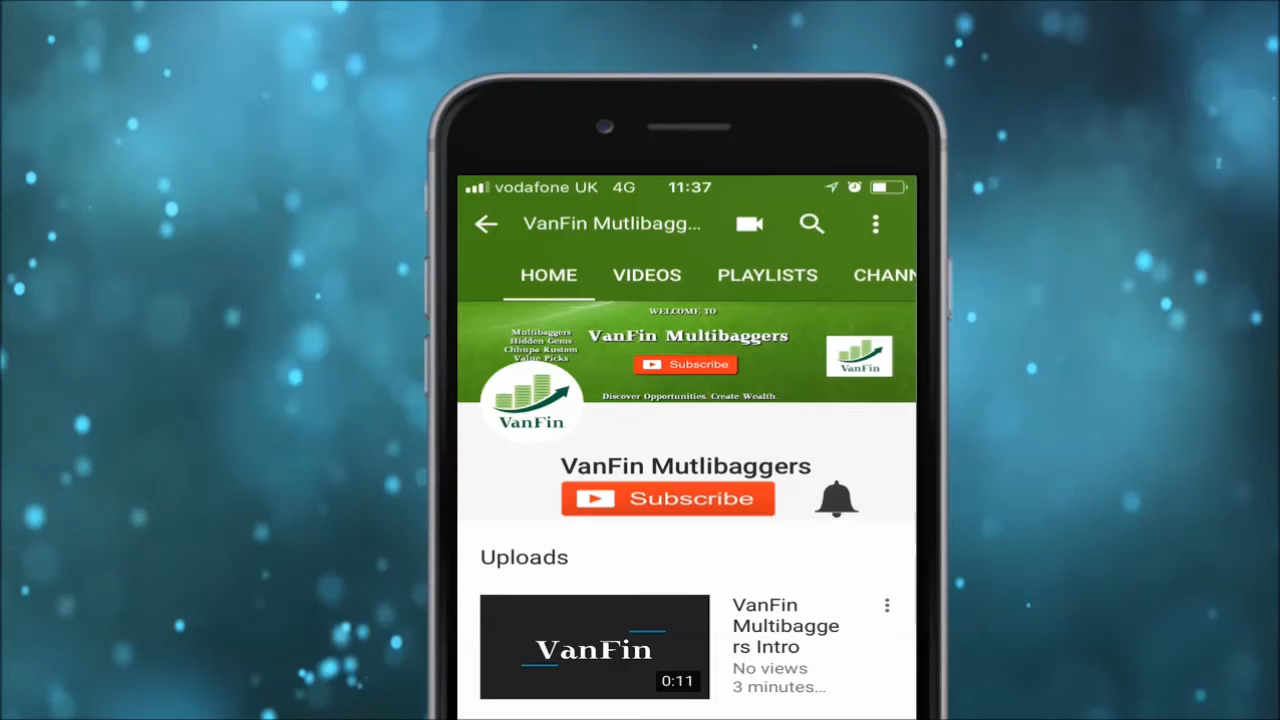 vodafone UK 4G 11:37
VanFin Mutlibagg...
HOME VIDEOS PLAYLISTS CHANN
WELCOME TO
VanFin Multibaggers
Subscribe
Discover Opportunities. Create Wealth.
Multibaggers
Hidden Gems
Chhupa Rustom
Value Picks
VanFin
VanFin
VanFin Mutlibaggers
Subscribe
Uploads
VanFin
0:11
VanFin
Multibagge
rs Intro
No views
3 minutes...